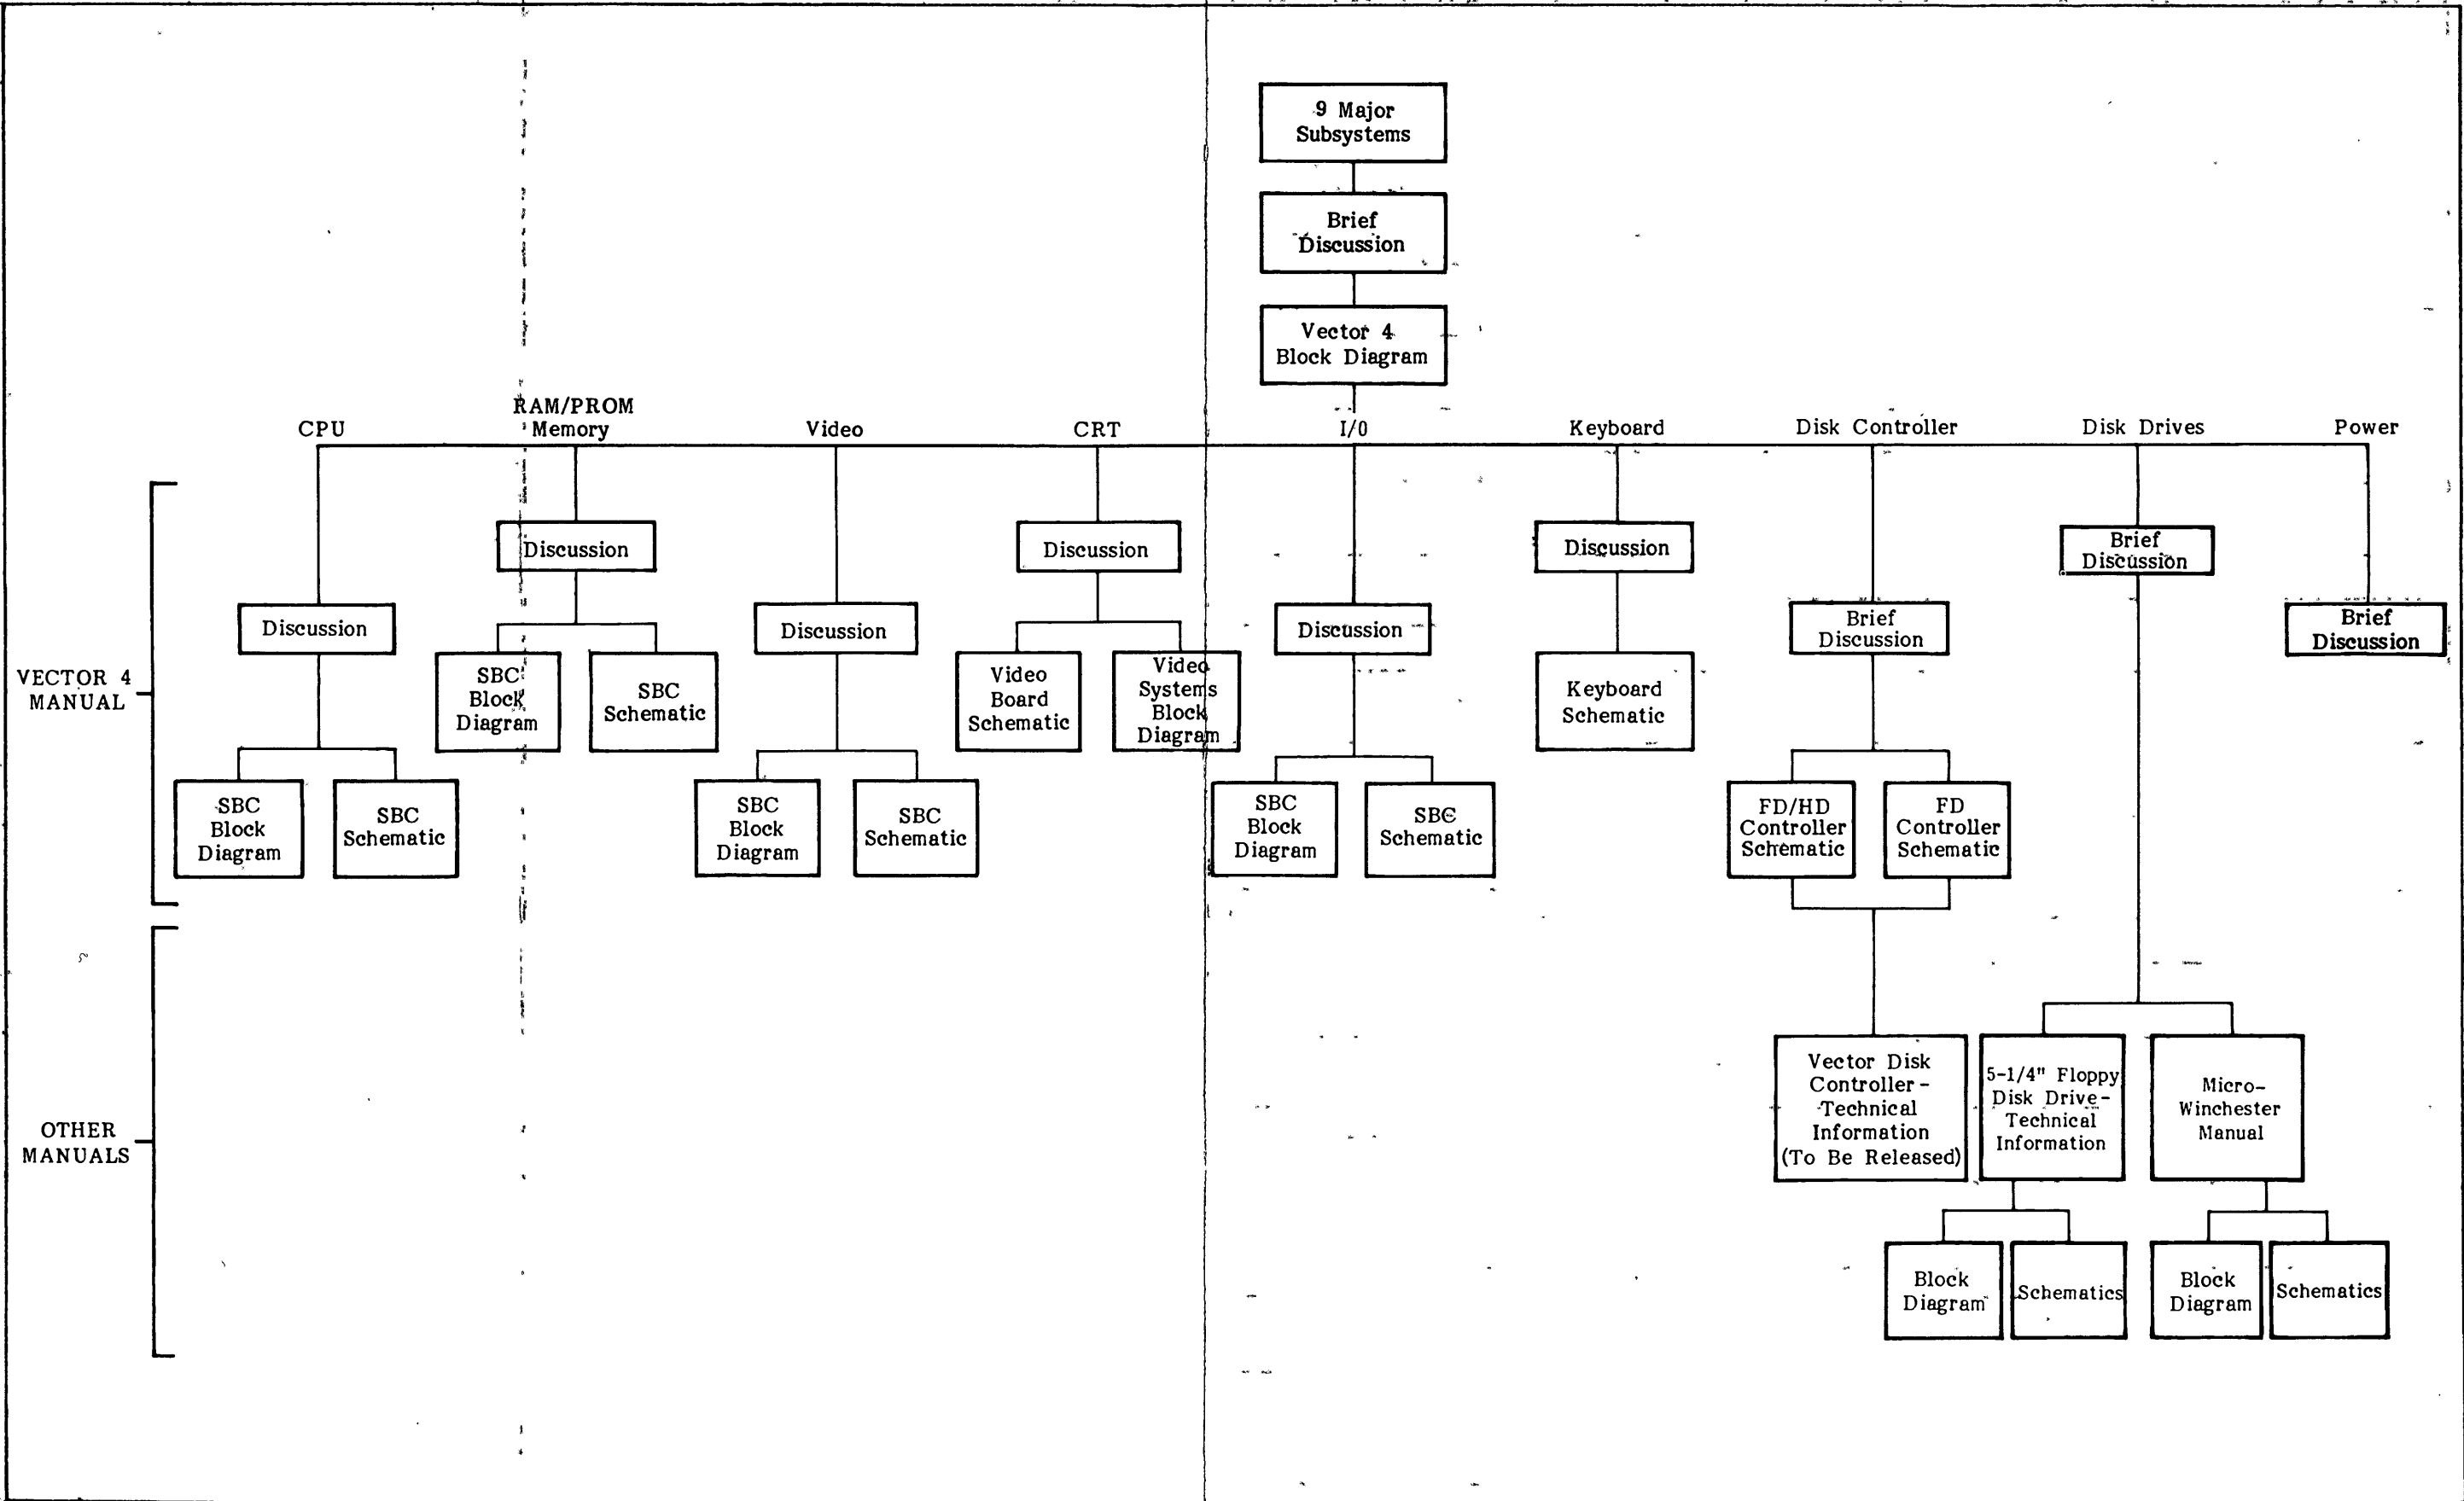 9 Major
Subsystems
Brief
Discussion
Vector 4
Block Diagram
CPU
RAM/PROM
Memory
Video
CRT
I/0
Keyboard
Disk Controller
Disk Drives
Power
VECTOR 4
MANUAL
Discussion
SBC
Block
Diagram
SBC
Schematic
Discussion
SBC
Block
Diagram
SBC
Schematic
Discussion
SBC
Block
Diagram
SBC
Schematic
Discussion
Video
Board
Schematic
Video
Systems
Block
Diagram
Discussion
SBC
Block
Diagram
SBC
Schematic
Discussion
Keyboard
Schematic
Brief
Discussion
FD/HD
Controller
Schematic
FD
Controller
Schematic
Brief
Discussion
Brief
Discussion
OTHER
MANUALS
Vector Disk
Controller-
Technical
Information
(To Be Released)
5-1/4" Floppy
Disk Drive-
Technical
Information
Micro-
Winchester
Manual
Block
Diagram
Schematics
Block
Diagram
Schematics